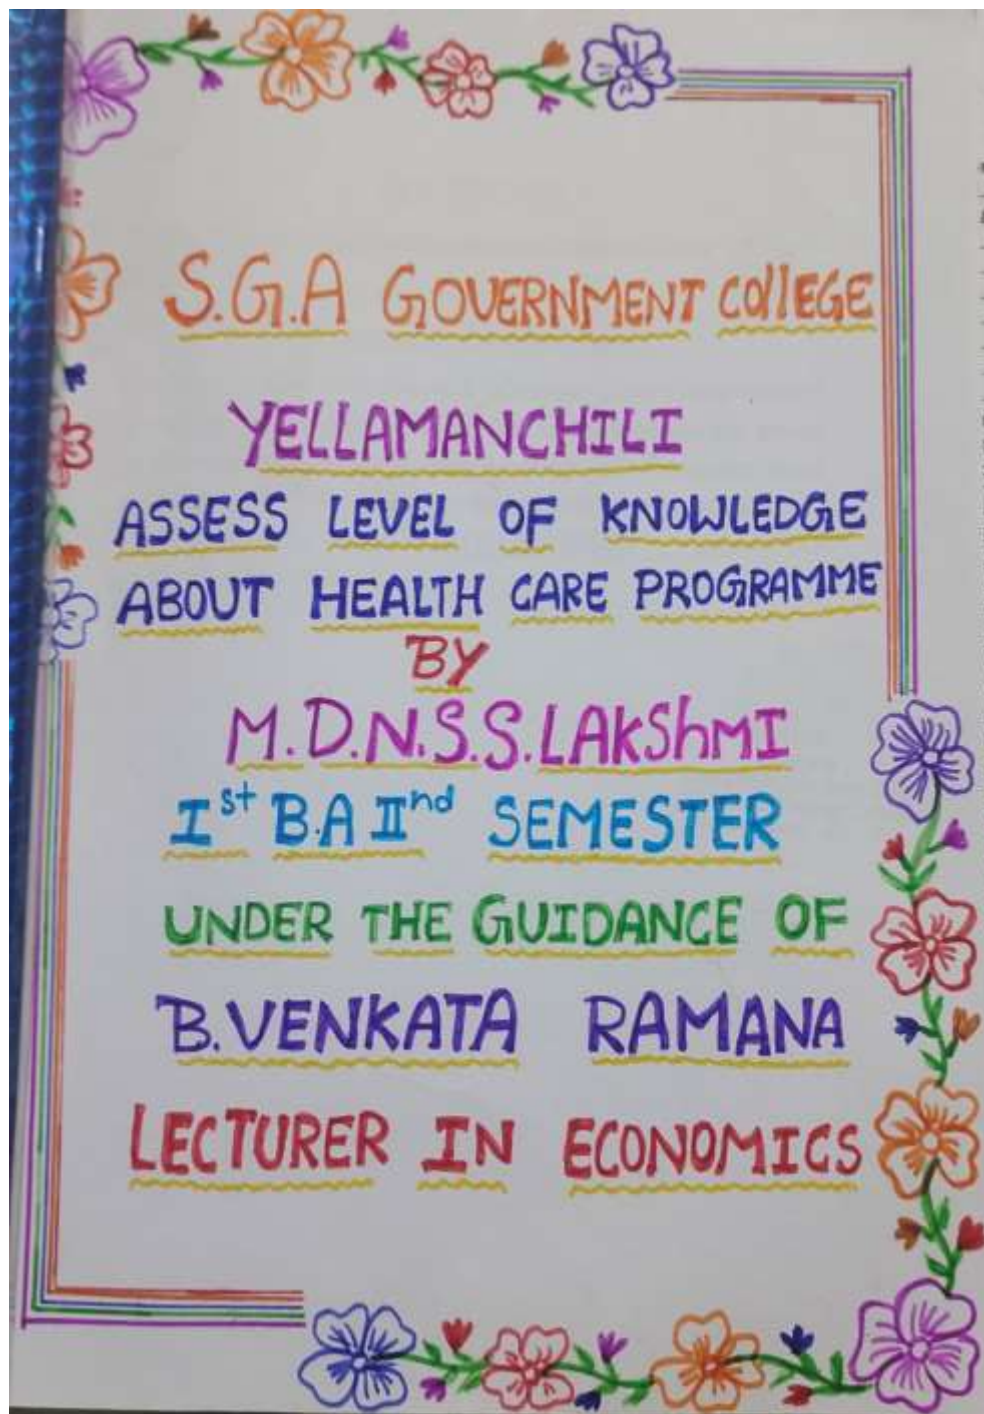 S.G.A GOVERNMENT COllEGE
YELLAMANCHILI
ASSESS LEVEL OF KNOWLEDGE
ABOUT HEALTH CARE PROGRAMME
BY
M.D.N.S.S.LAKShMI
Ist B.A IInd SEMESTER
UNDER THE GUIDANCE OF
B.VENKATA RAMANA
LECTURER IN ECONOMICS